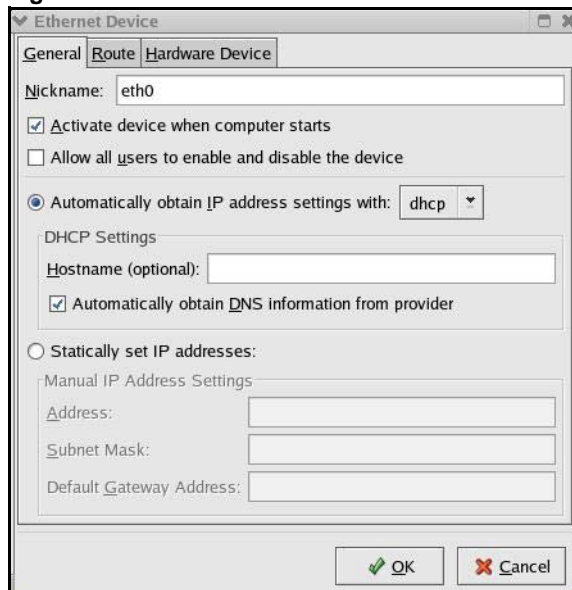 Ethernet Device
General Route Hardware Device
Nickname: eth0
Activate device when computer starts
Allow all users to enable and disable the device
Automatically obtain IP address settings with: dhcp
DHCP Settings
Hostname (optional):
Automatically obtain DNS information from provider
Statically set IP addresses:
Manual IP Address Settings
Address:
Subnet Mask:
Default Gateway Address:
OK Cancel